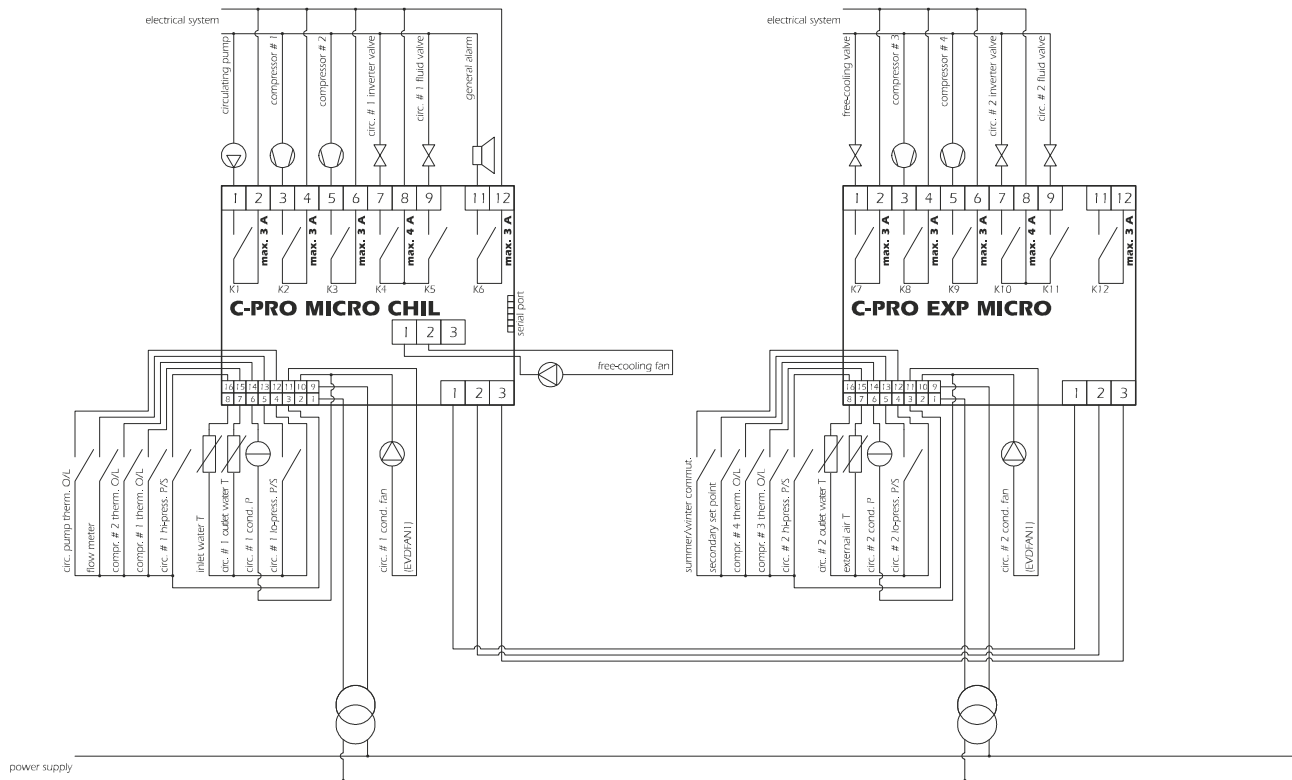 electrical system
electrical system
circulating pump
compressor # 1
compressor # 2
circ. # 1 inverter valve
circ. # 1 fluid valve
general alarm
free-cooling valve
compressor # 3
compressor # 4
circ. # 2 inverter valve
circ. # 2 fluid valve
1 2 3 4 5 6 7 8 9 11 12
1 2 3 4 5 6 7 8 9 11 12
max. 3 A
max. 3 A
max. 3 A
max. 4 A
max. 3 A
max. 3 A
max. 3 A
max. 3 A
max. 4 A
max. 3 A
K1 K2 K3 K4 K5 K6
K7 K8 K9 K10 K11 K12
C-PRO MICRO CHIL
C-PRO EXP MICRO
serial port
1 2 3
free-cooling fan
16 15 14 13 12 11 10 9
8 7 6 5 4 3 2 1
1 2 3
16 15 14 13 12 11 10 9
8 7 6 5 4 3 2 1
1 2 3
circ. pump therm. O/L
flow meter
compr. # 2 therm. O/L
compr. # 1 therm. O/L
circ. # 1 hi-press. P/S
inlet water T
circ. # 1 outlet water T
circ. # 1 cond. P
circ. # 1 lo-press. P/S
circ. # 1 cond. fan
(EVDFAN1)
summer/winter commut.
secondary set point
compr. # 4 therm. O/L
compr. # 3 therm. O/L
circ. # 2 hi-press. P/S
circ. # 2 outlet water T
external air T
circ. # 2 cond. P
circ. # 2 lo-press. P/S
circ. # 2 cond. fan
(EVDFAN1)
power supply